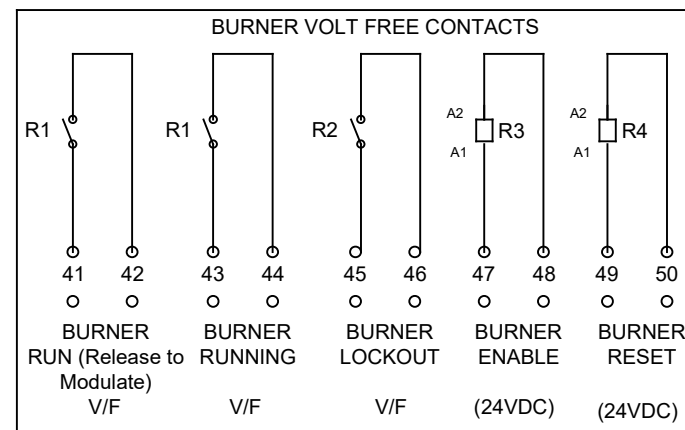 BURNER VOLT FREE CONTACTS
R1 R1 R2 A2 R3 A1 A2 R4 A1
41 42 43 44 45 46 47 48 49 50
BURNER BURNER BURNER BURNER BURNER
RUN (Release to RUNNING LOCKOUT ENABLE RESET
Modulate)
V/F V/F V/F (24VDC) (24VDC)